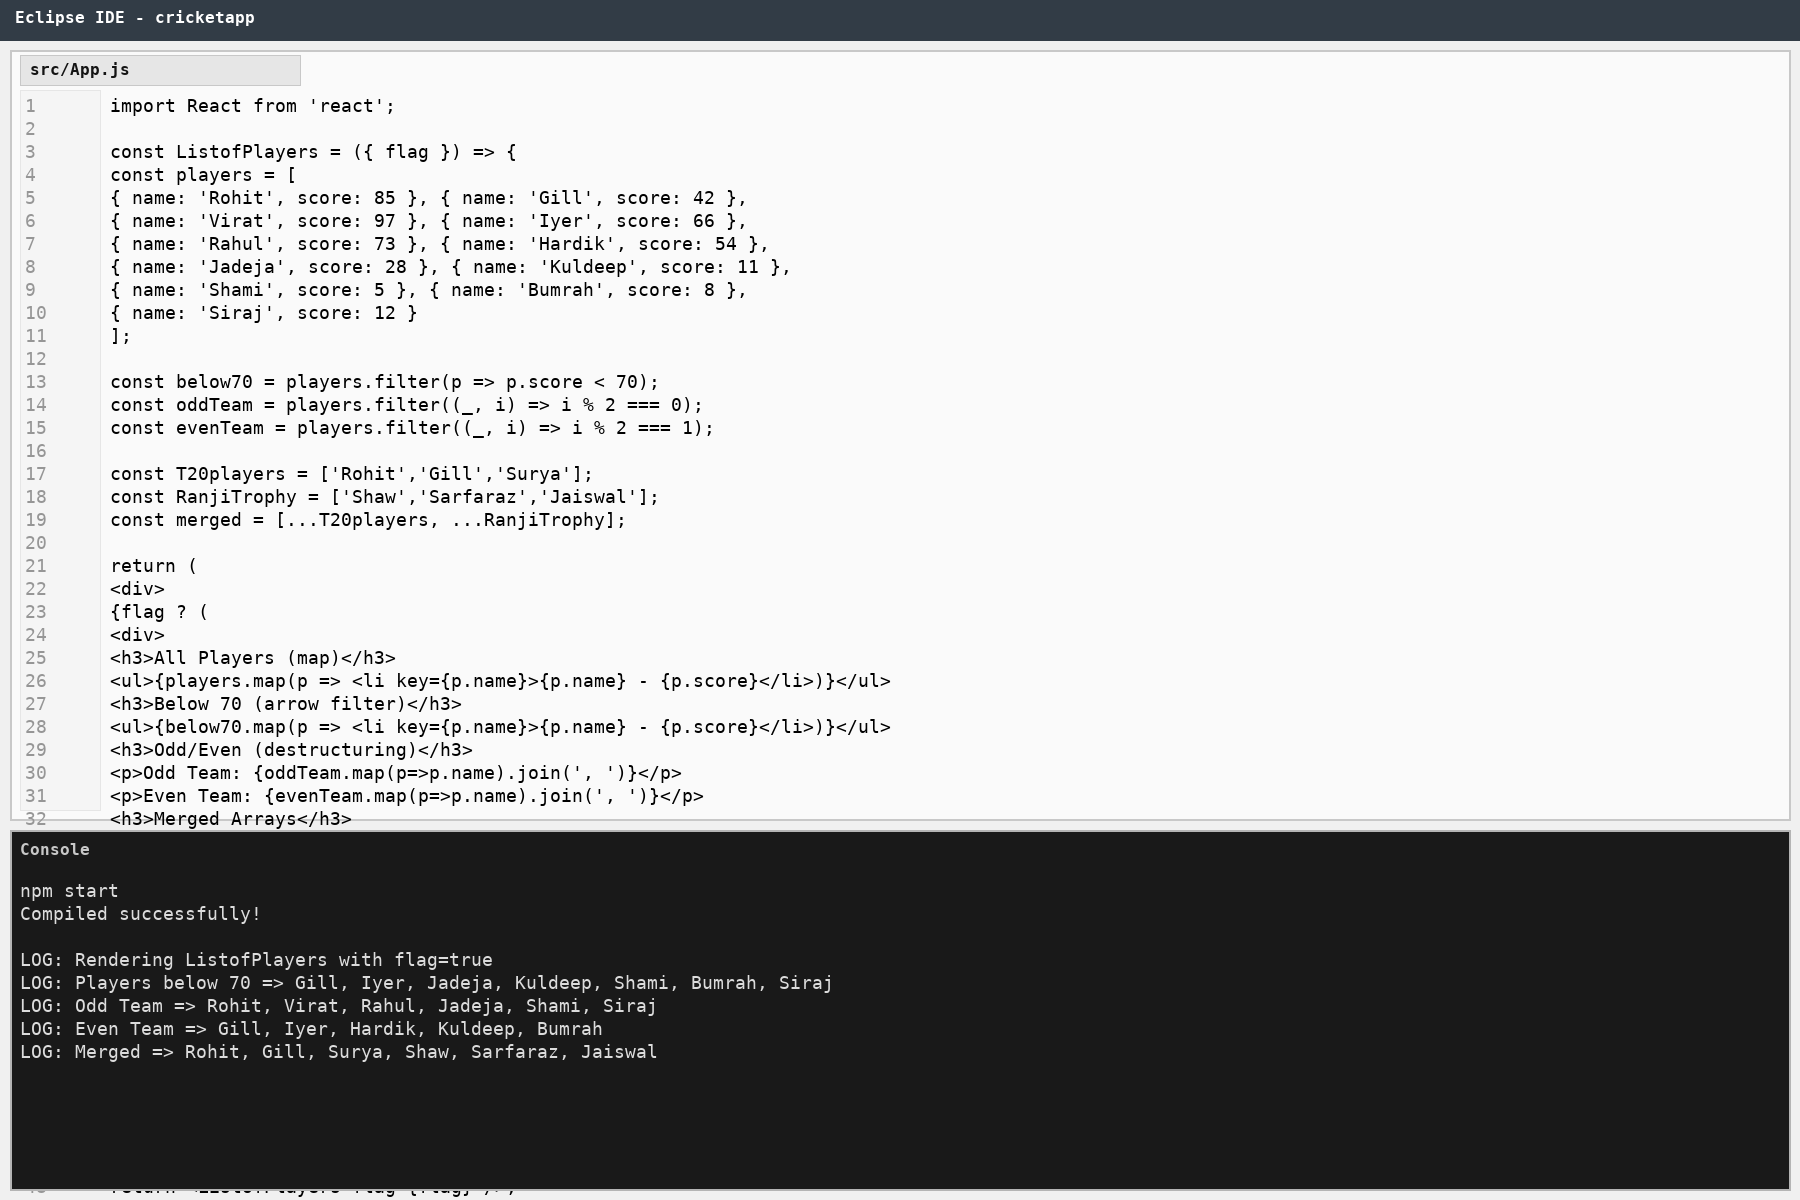 Eclipse IDE - cricketapp
src/App.js
1 import React from 'react';
2
3 const ListofPlayers = ({ flag }) => {
4 const players = [
5 { name: 'Rohit', score: 85 }, { name: 'Gill', score: 42 },
6 { name: 'Virat', score: 97 }, { name: 'Iyer', score: 66 },
7 { name: 'Rahul', score: 73 }, { name: 'Hardik', score: 54 },
8 { name: 'Jadeja', score: 28 }, { name: 'Kuldeep', score: 11 },
9 { name: 'Shami', score: 5 }, { name: 'Bumrah', score: 8 },
10 { name: 'Siraj', score: 12 }
11 ];
12
13 const below70 = players.filter(p => p.score < 70);
14 const oddTeam = players.filter((_, i) => i % 2 === 0);
15 const evenTeam = players.filter((_, i) => i % 2 === 1);
16
17 const T20players = ['Rohit','Gill','Surya'];
18 const RanjiTrophy = ['Shaw','Sarfaraz','Jaiswal'];
19 const merged = [...T20players, ...RanjiTrophy];
20
21 return (
22 <div>
23 {flag ? (
24 <div>
25 <h3>All Players (map)</h3>
26 <ul>{players.map(p => <li key={p.name}>{p.name} - {p.score}</li>)}</ul>
27 <h3>Below 70 (arrow filter)</h3>
28 <ul>{below70.map(p => <li key={p.name}>{p.name} - {p.score}</li>)}</ul>
29 <h3>Odd/Even (destructuring)</h3>
30 <p>Odd Team: {oddTeam.map(p=>p.name).join(', ')}</p>
31 <p>Even Team: {evenTeam.map(p=>p.name).join(', ')}</p>
32 <h3>Merged Arrays</h3>
Console
npm start
Compiled successfully!
LOG: Rendering ListofPlayers with flag=true
LOG: Players below 70 => Gill, Iyer, Jadeja, Kuldeep, Shami, Bumrah, Siraj
LOG: Odd Team => Rohit, Virat, Rahul, Jadeja, Shami, Siraj
LOG: Even Team => Gill, Iyer, Hardik, Kuldeep, Bumrah
LOG: Merged => Rohit, Gill, Surya, Shaw, Sarfaraz, Jaiswal